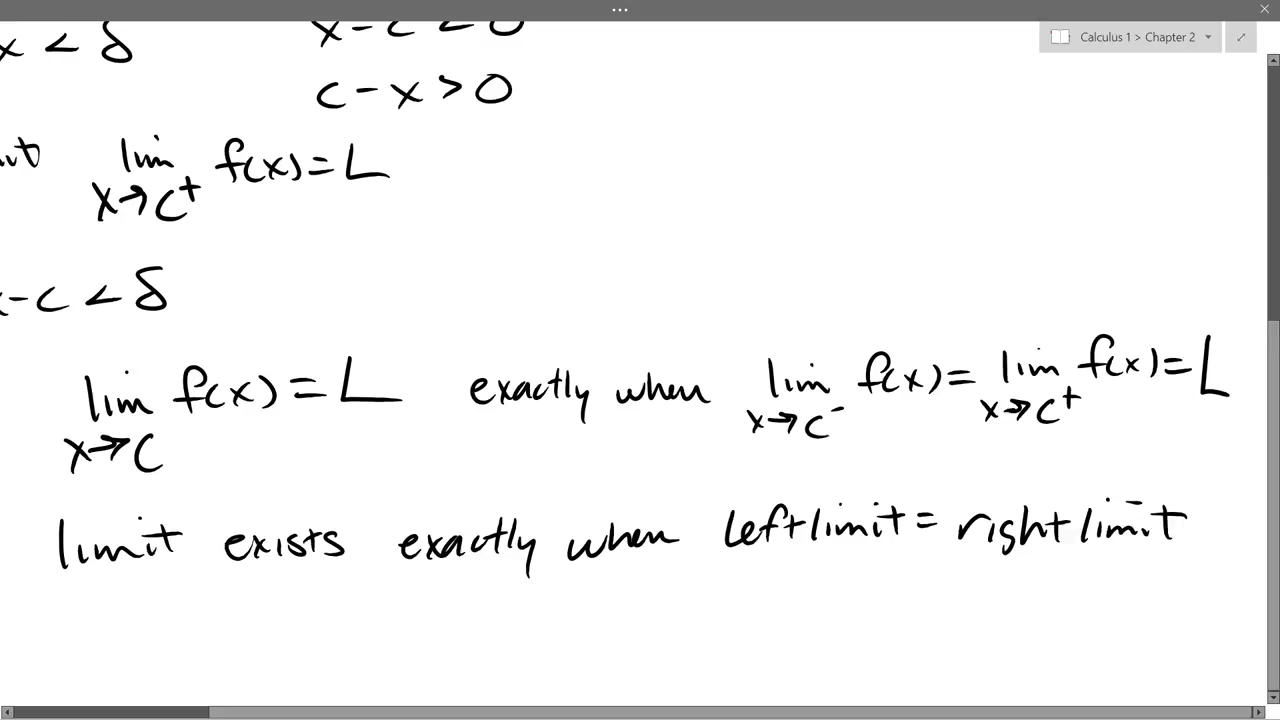 Calculus 1 > Chapter 2
x < δ
x - c < 0
c - x > 0
lim x→c⁺ f(x) = L
-c < δ
lim x→c f(x) = L exactly when lim x→c⁻ f(x) = lim x→c⁺ f(x) = L
limit exists exactly when left limit = right limit